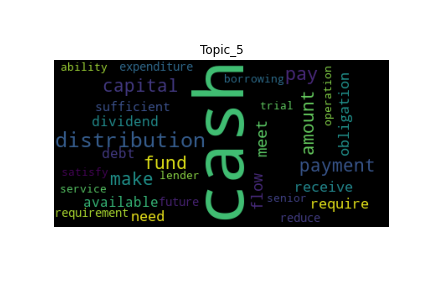 Topic_5
ability
expenditure
borrowing
pay
capital
cash
sufficient
trial
operation
dividend
distribution
meet
amount
obligation
debt
fund
payment
satisfy
make
lender
flow
receive
service
available
future
senior
require
requirement
need
reduce